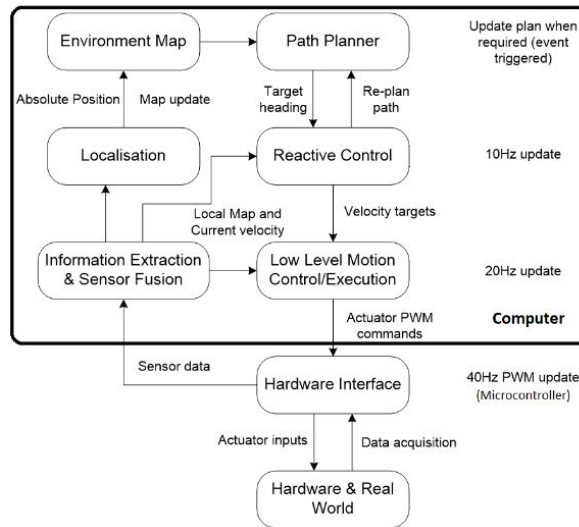 Environment Map
Path Planner
Update plan when
required (event
triggered)
Absolute Position
Map update
Target
heading
Re-plan
path
Localisation
Reactive Control
10Hz update
Local Map and
Current velocity
Velocity targets
Information Extraction
& Sensor Fusion
Low Level Motion
Control/Execution
20Hz update
Actuator PWM
commands
Computer
Sensor data
Hardware Interface
40Hz PWM update
(Microcontroller)
Actuator inputs
Data acquisition
Hardware & Real
World